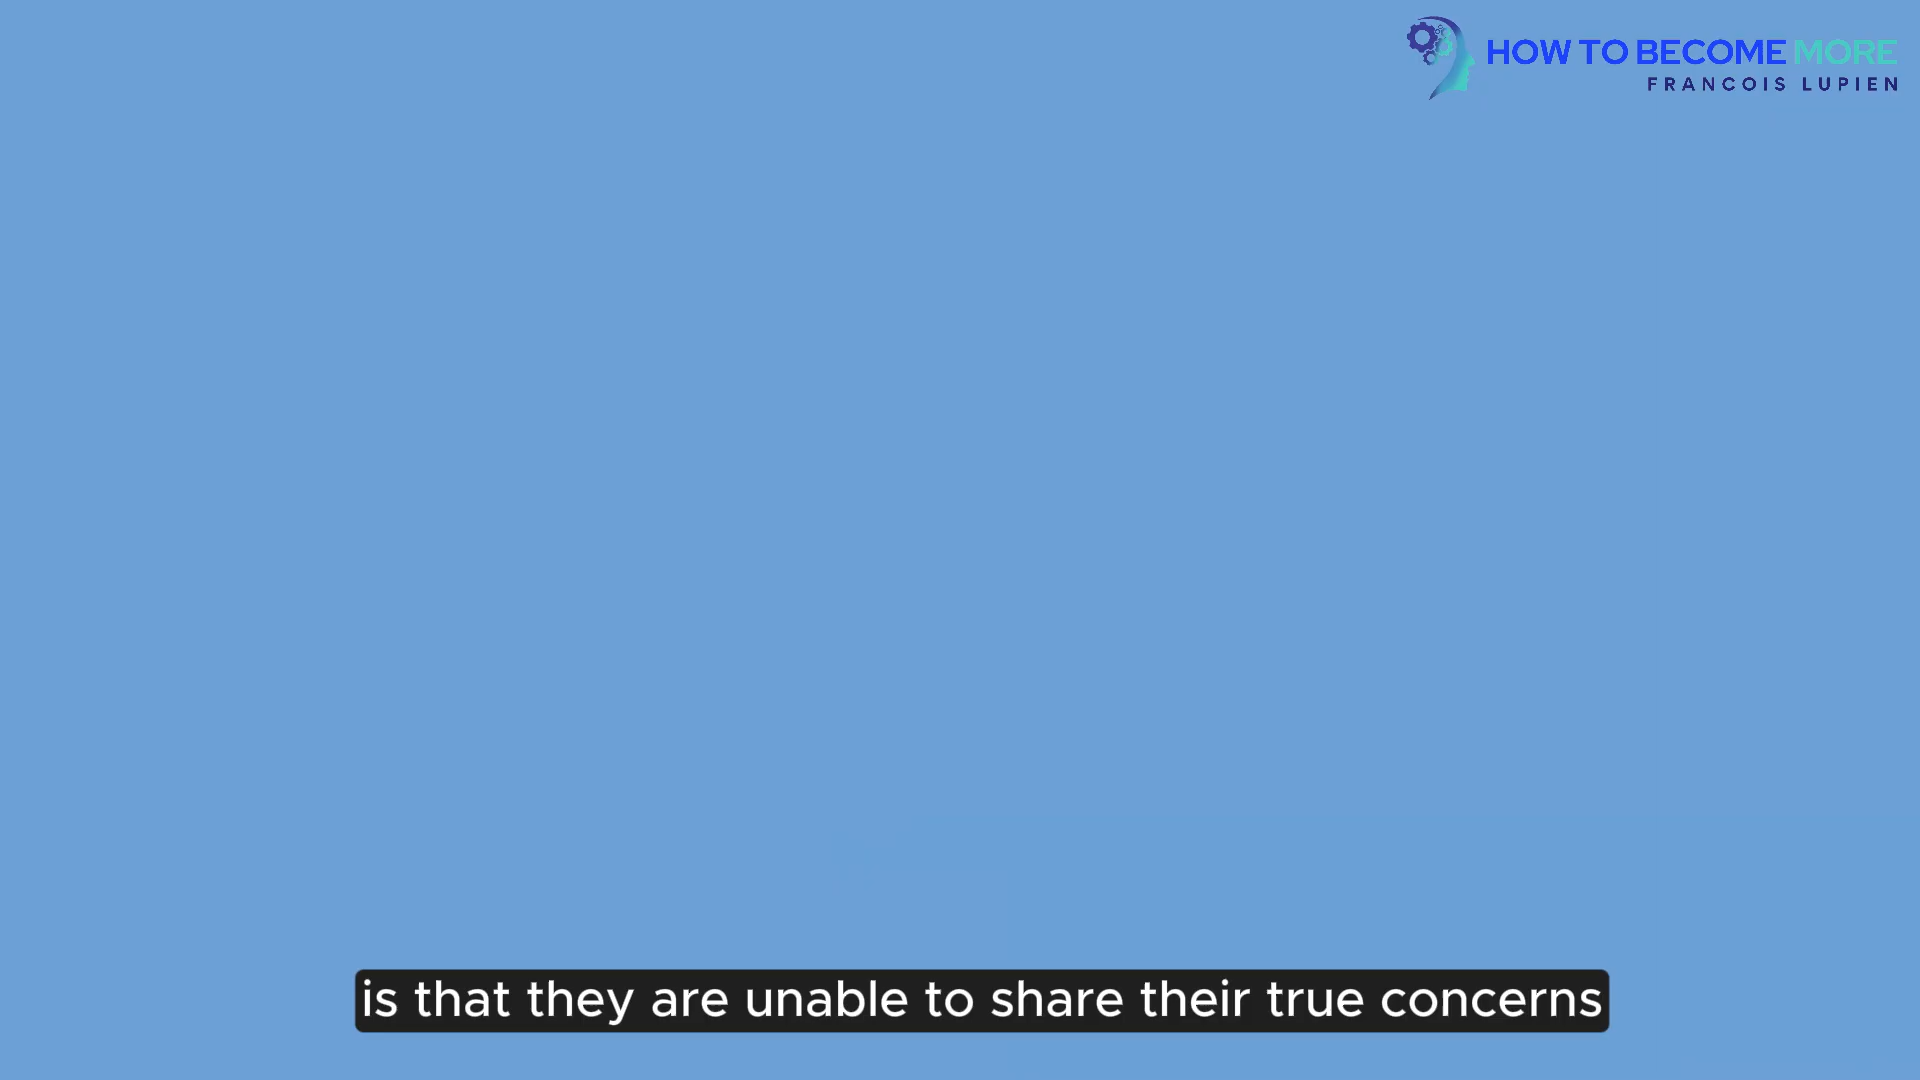 HOW TO BECOME MORE
FRANCOIS LUPIEN
is that they are unable to share their true concerns